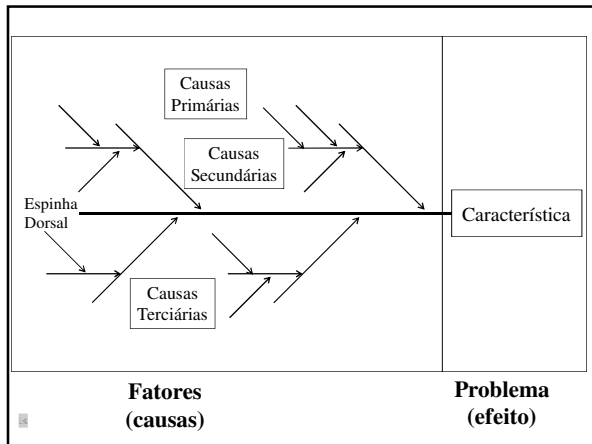 Causas
Primárias
Causas
Secundárias
Espinha
Dorsal
Característica
Causas
Terciárias
Fatores
(causas)
Problema
(efeito)